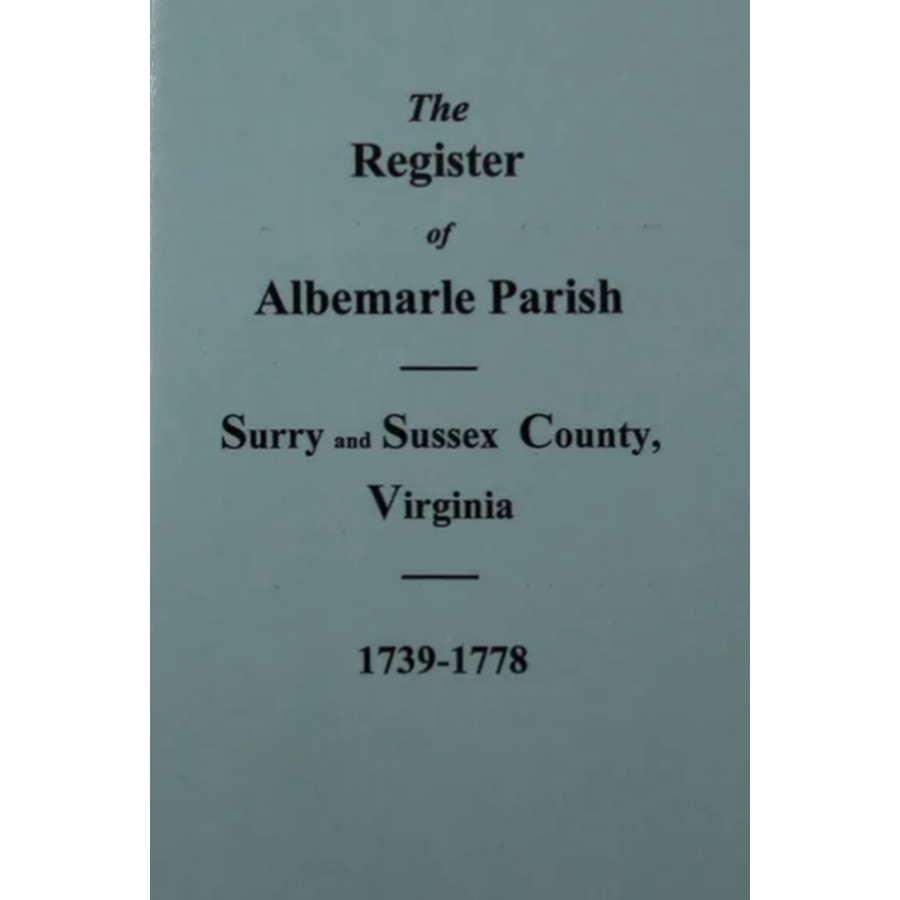 The
Register
of
Albemarle Parish
Surry and Sussex County,
Virginia
1739-1778